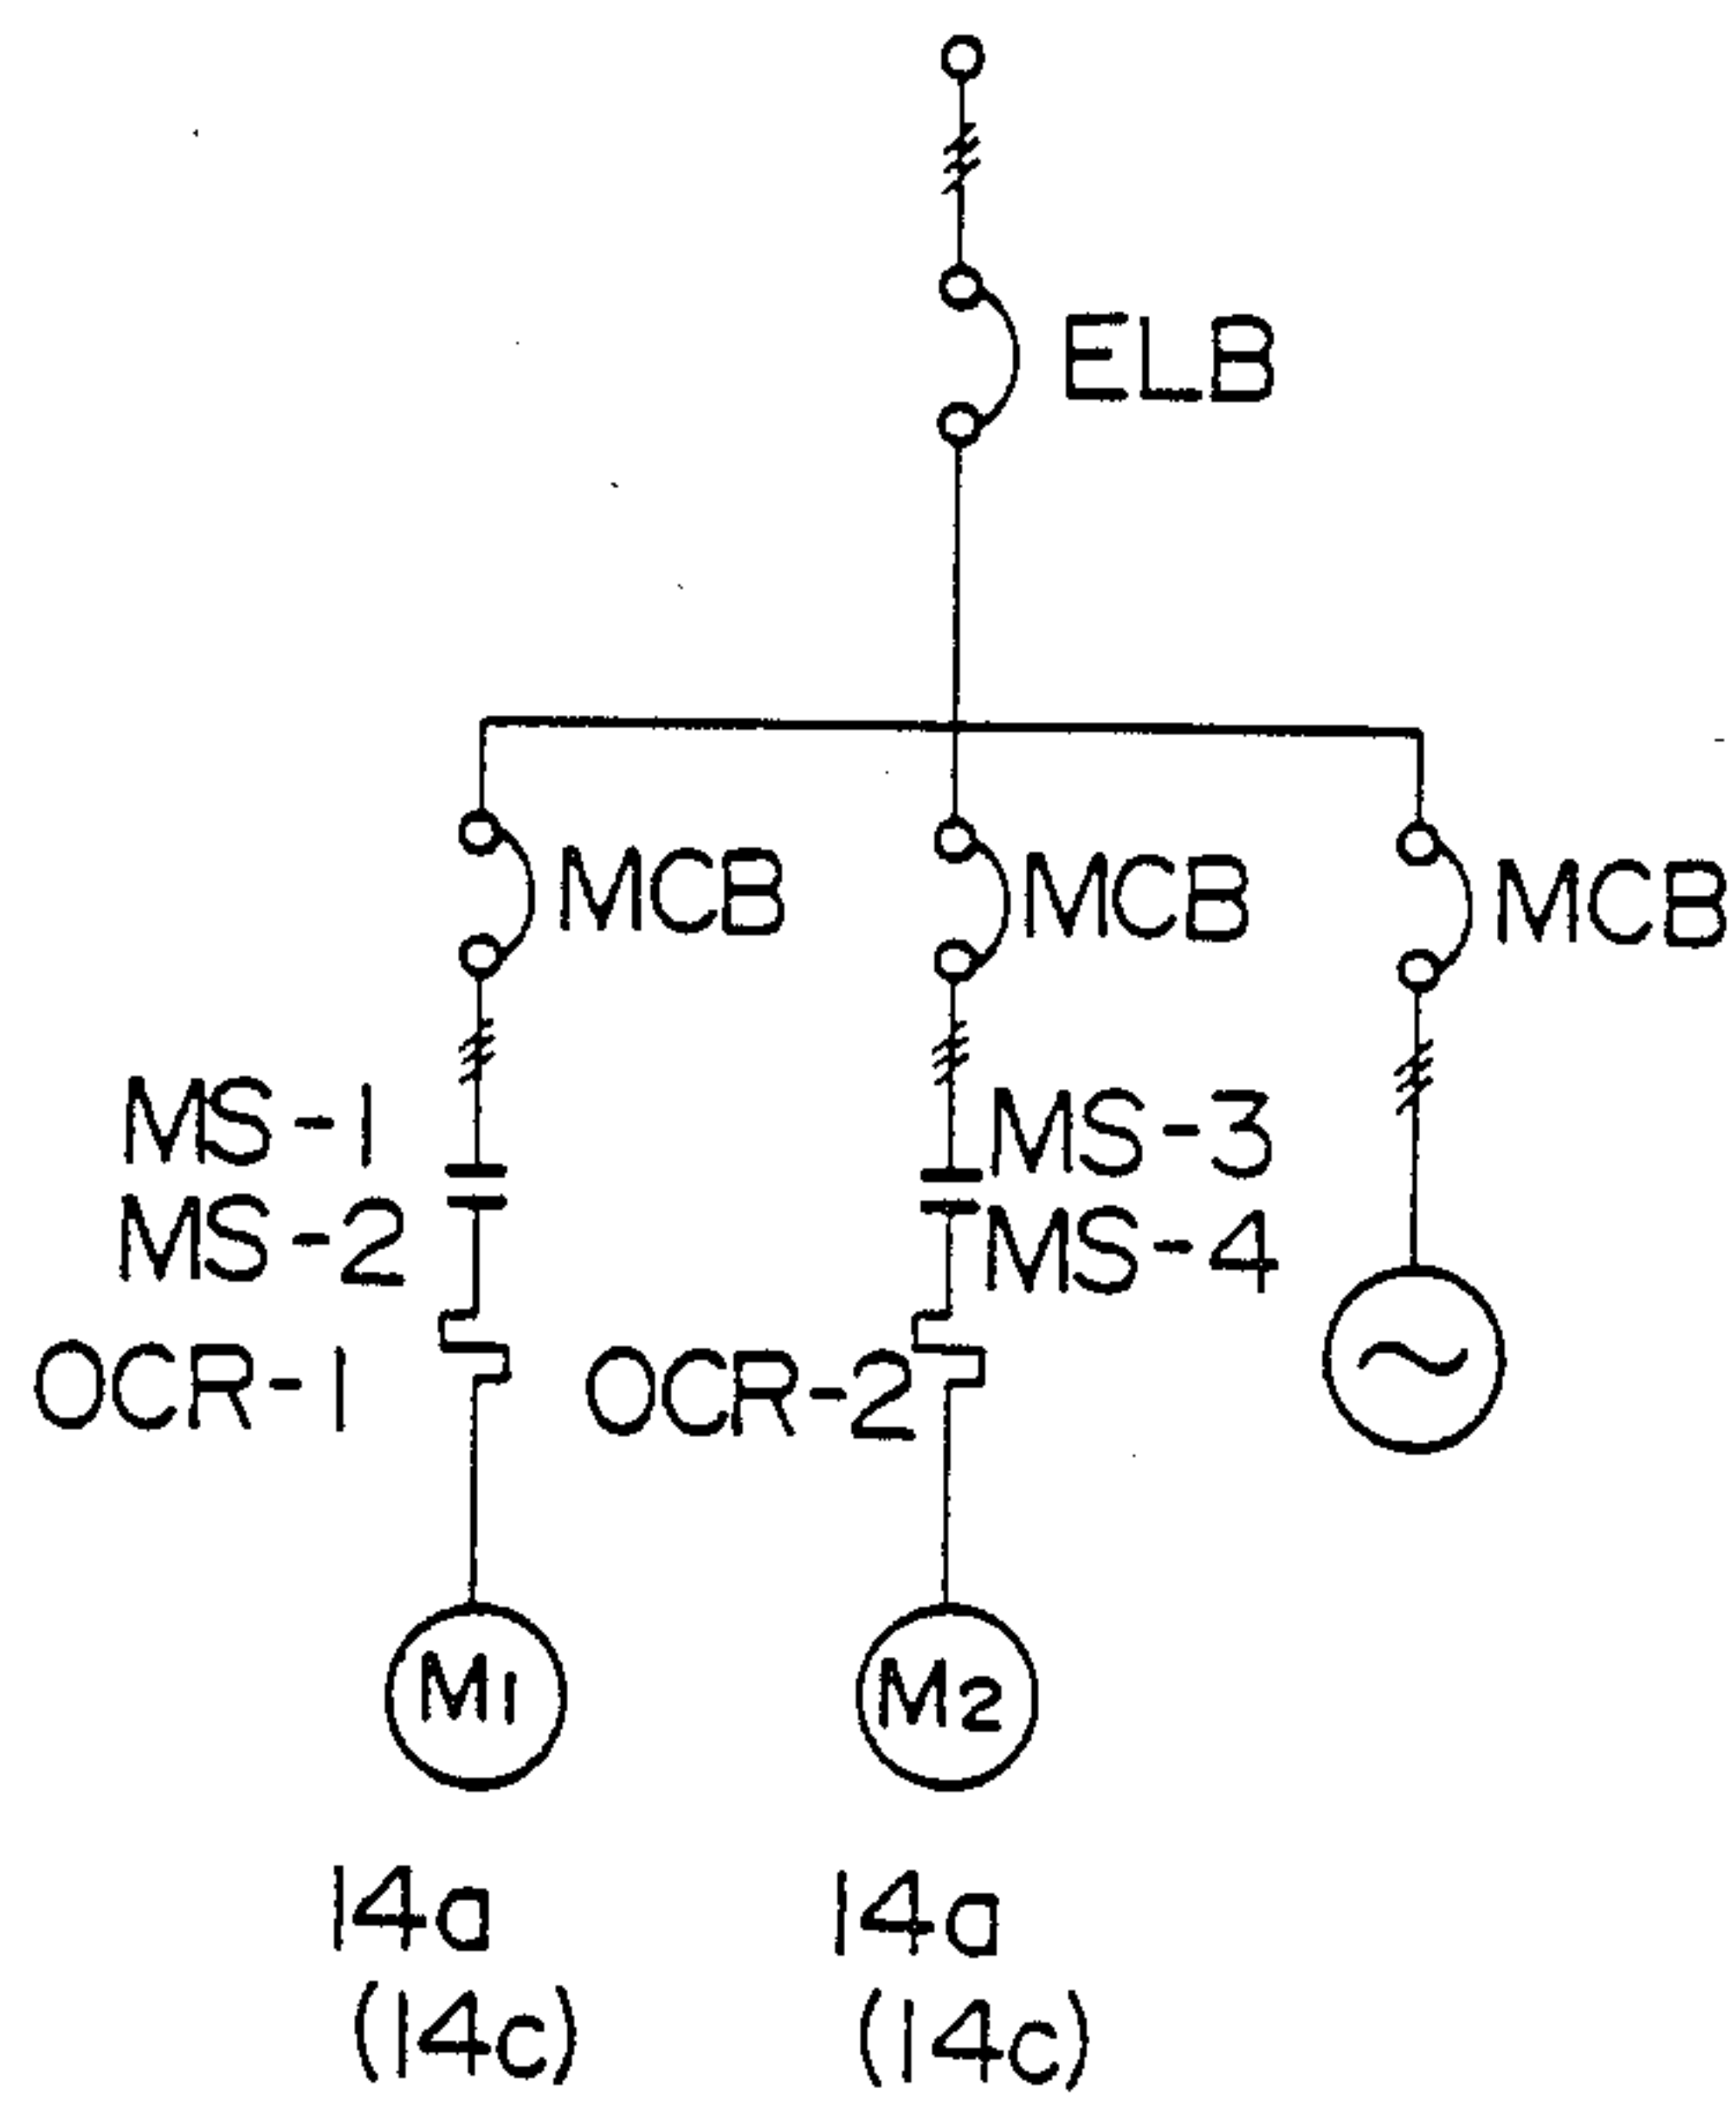 ELB
MCB
MCB
MCB
MS-1
MS-2
MS-3
MS-4
OCR-1
OCR-2
M1
M2
14a
(14c)
14a
(14c)